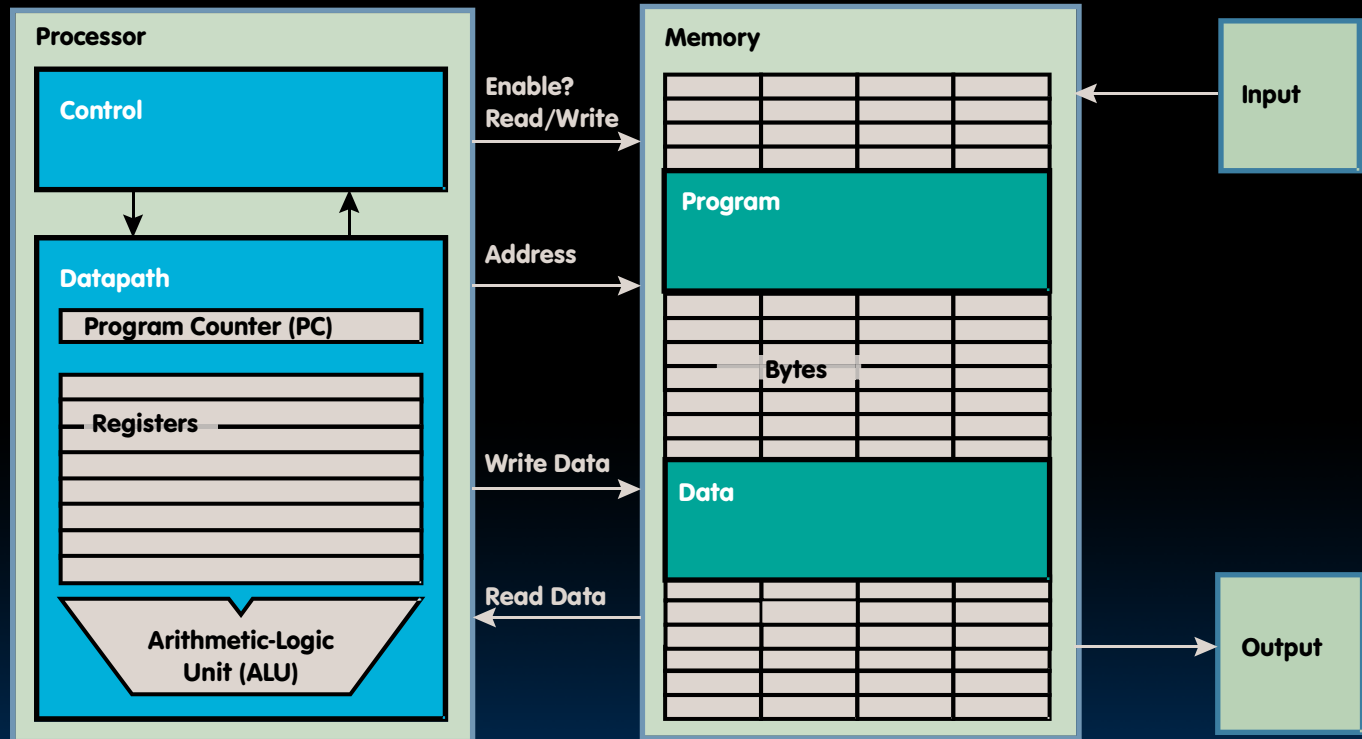 Processor
Control
Datapath
Program Counter (PC)
Registers
Arithmetic-Logic
Unit (ALU)
Enable?
Read/Write
Address
Write Data
Read Data
Memory
Program
Bytes
Data
Input
Output